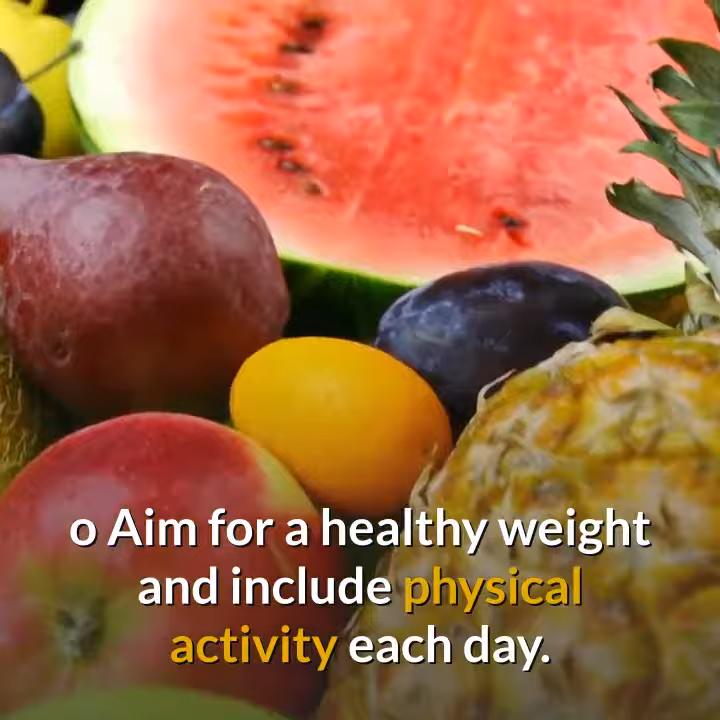 o Aim for a healthy weight
and include physical
activity each day.